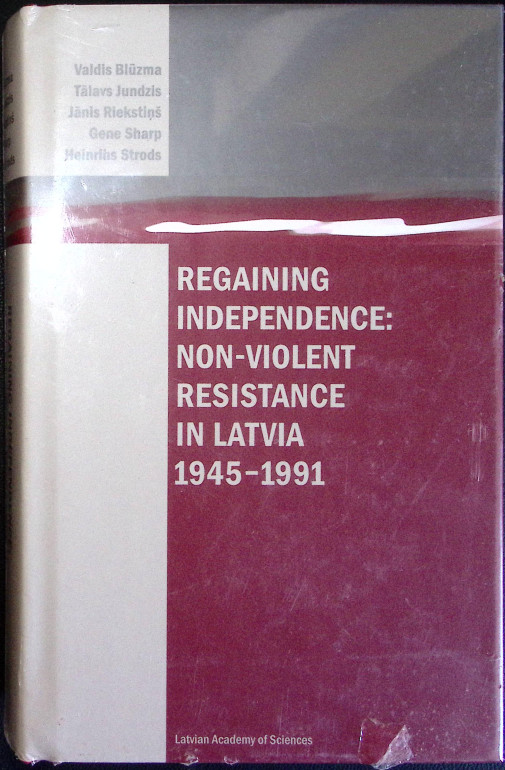 Valdis Blūzma
Tālavs Jundzis
Jānis Riekstiņš
Gene Sharp
Heinrihs Strods
REGAINING
INDEPENDENCE:
NON-VIOLENT
RESISTANCE
IN LATVIA
1945–1991
Latvian Academy of Sciences